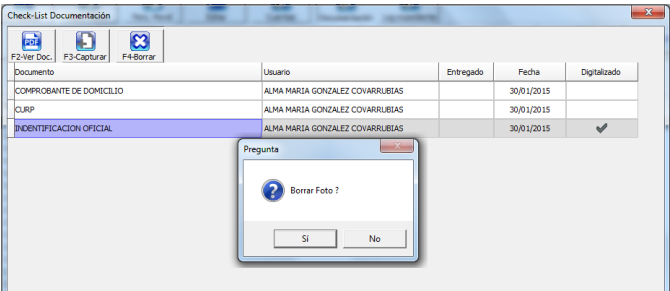 Check-List Documentación
PDF
F2-Ver Doc. F3-Capturar F4-Borrar
Documento Usuario Entregado Fecha Digitalizado
COMPROBANTE DE DOMICILIO ALMA MARIA GONZALEZ COVARRUBIAS 30/01/2015
CURP ALMA MARIA GONZALEZ COVARRUBIAS 30/01/2015
INDENTIFICACION OFICIAL ALMA MARIA GONZALEZ COVARRUBIAS 30/01/2015
Pregunta
Borrar Foto ?
Sí No